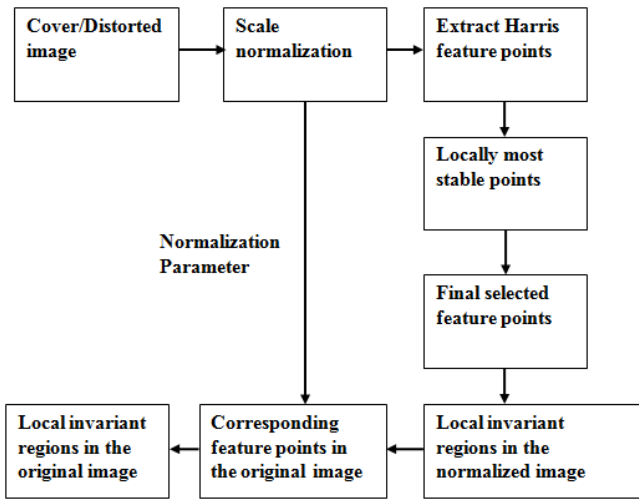 Cover/Distorted
image
Scale
normalization
Extract Harris
feature points
Locally most
stable points
Normalization
Parameter
Final selected
feature points
Local invariant
regions in the
original image
Corresponding
feature points in
the original image
Local invariant
regions in the
normalized image